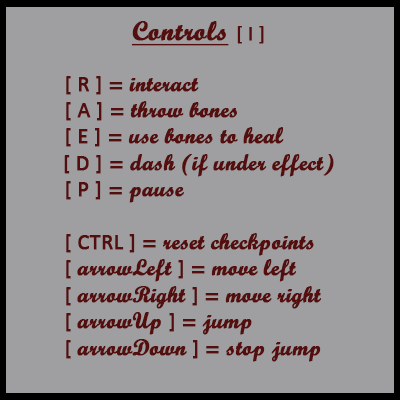 Controls [ I ]
[ R ] = interact
[ A ] = throw bones
[ E ] = use bones to heal
[ D ] = dash (if under effect)
[ P ] = pause
[ CTRL ] = reset checkpoints
[ arrowLeft ] = move left
[ arrowRight ] = move right
[ arrowUp ] = jump
[ arrowDown ] = stop jump